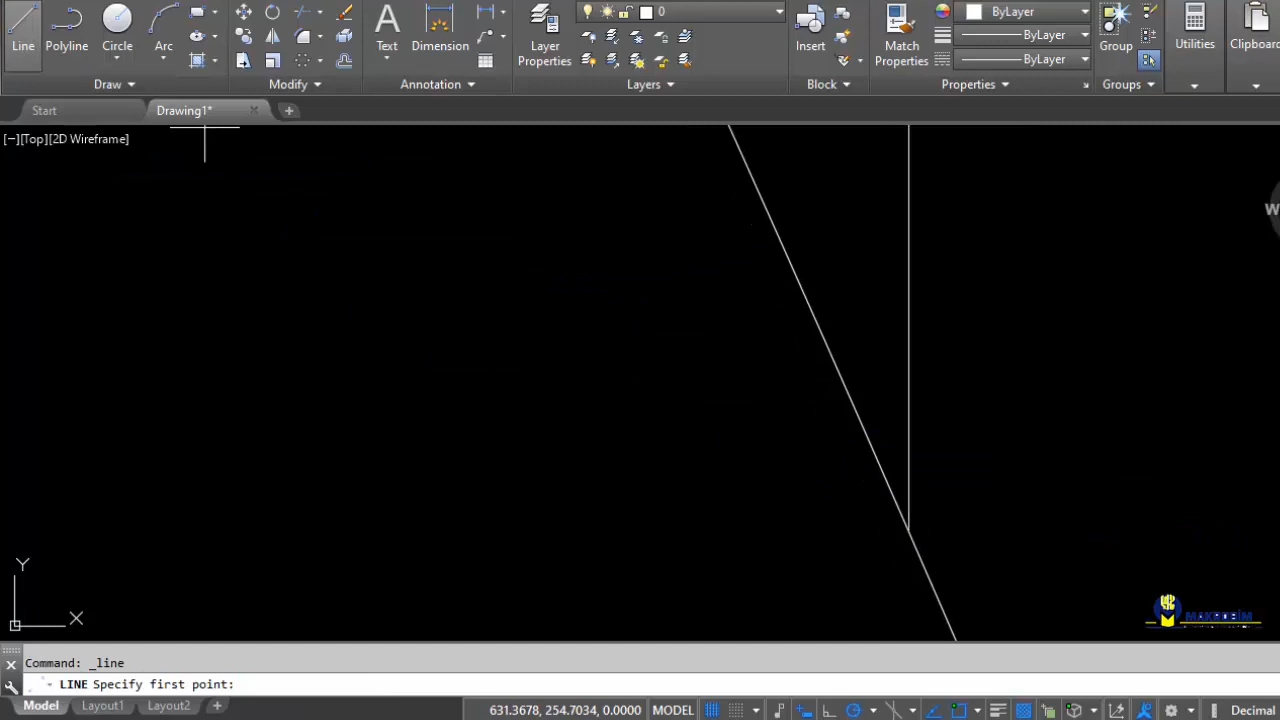 0
ByLayer
ByLayer
ByLayer
Line
Polyline
Circle
Arc
Text
Dimension
Layer
Properties
Insert
Match
Properties
Group
Utilities
Clipboard
Draw
Modify
Annotation
Layers
Block
Properties
Groups
Start
Drawing1*
[−][Top][2D Wireframe]
W
Y
X
Command: _line
LINE Specify first point:
Model
Layout1
Layout2
631.3678, 254.7034, 0.0000
MODEL
Decimal